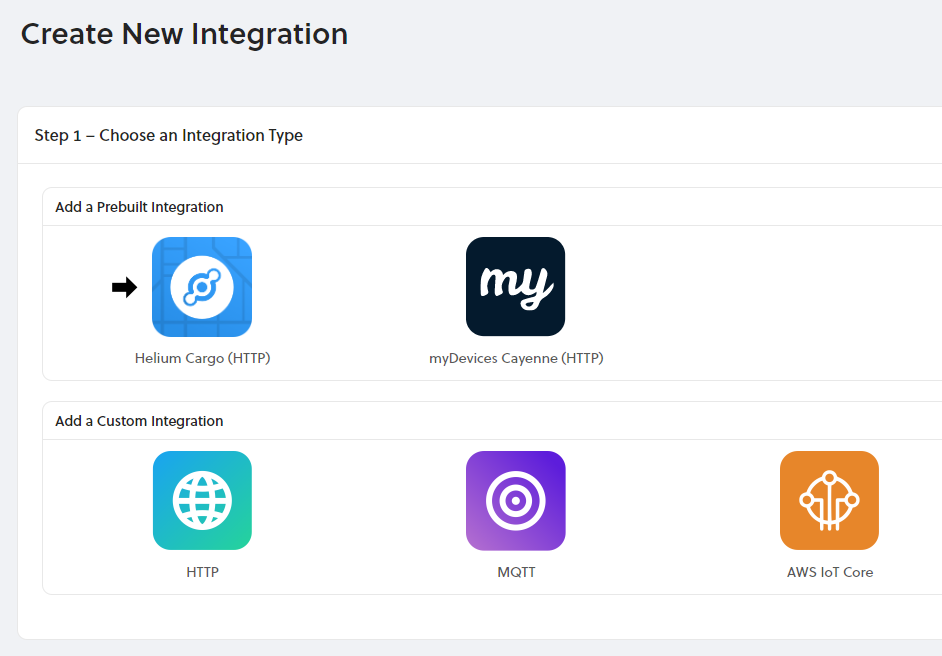 Create New Integration
Step 1 – Choose an Integration Type
Add a Prebuilt Integration
my
Helium Cargo (HTTP)
myDevices Cayenne (HTTP)
Add a Custom Integration
HTTP
MQTT
AWS IoT Core